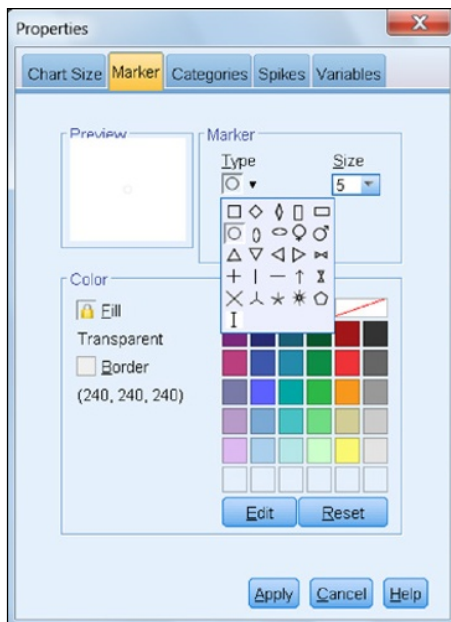 Properties
Chart Size Marker Categories Spikes Variables
Preview
Marker
Type
Size
5
Color
Fill
Transparent
Border
(240, 240, 240)
Edit Reset
Apply Cancel Help